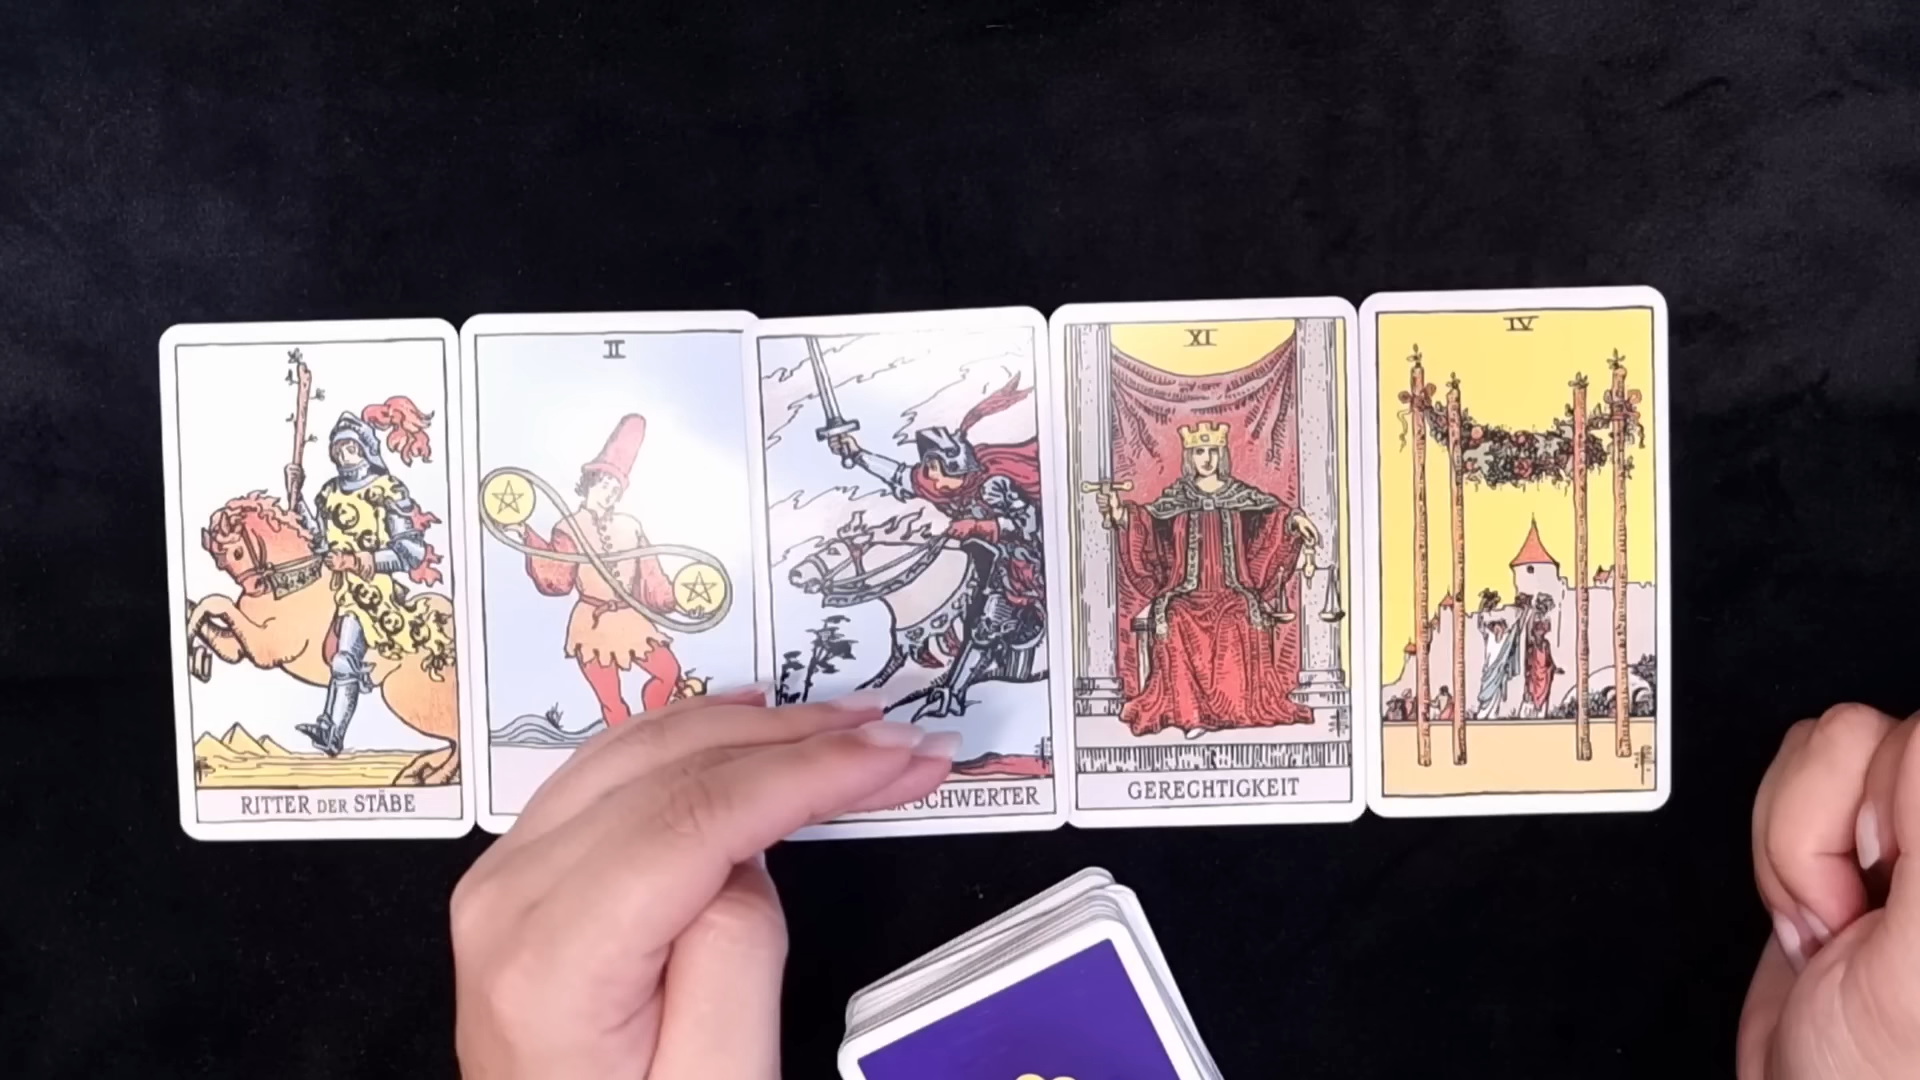 RITTER DER STÄBE
II
SCHWERTER
XI
GERECHTIGKEIT
IV